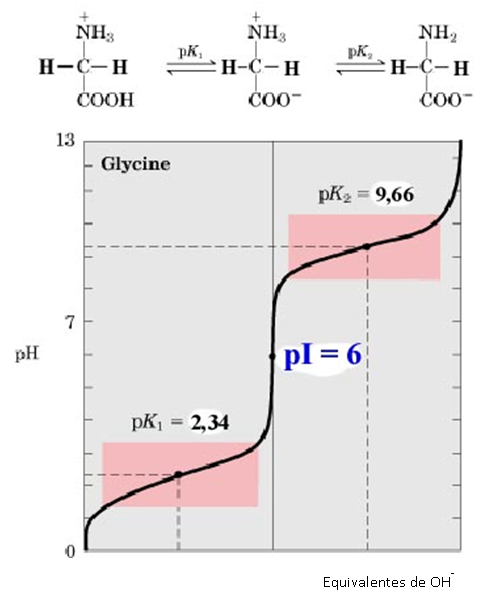 + +
NH₃ NH₃ NH₂
pK₁ pK₂
H–C–H H–C–H H–C–H
COOH COO⁻ COO⁻
13
Glycine
pK₂ = 9,66
7
pH
pI = 6
pK₁ = 2,34
0
Equivalentes de OH⁻